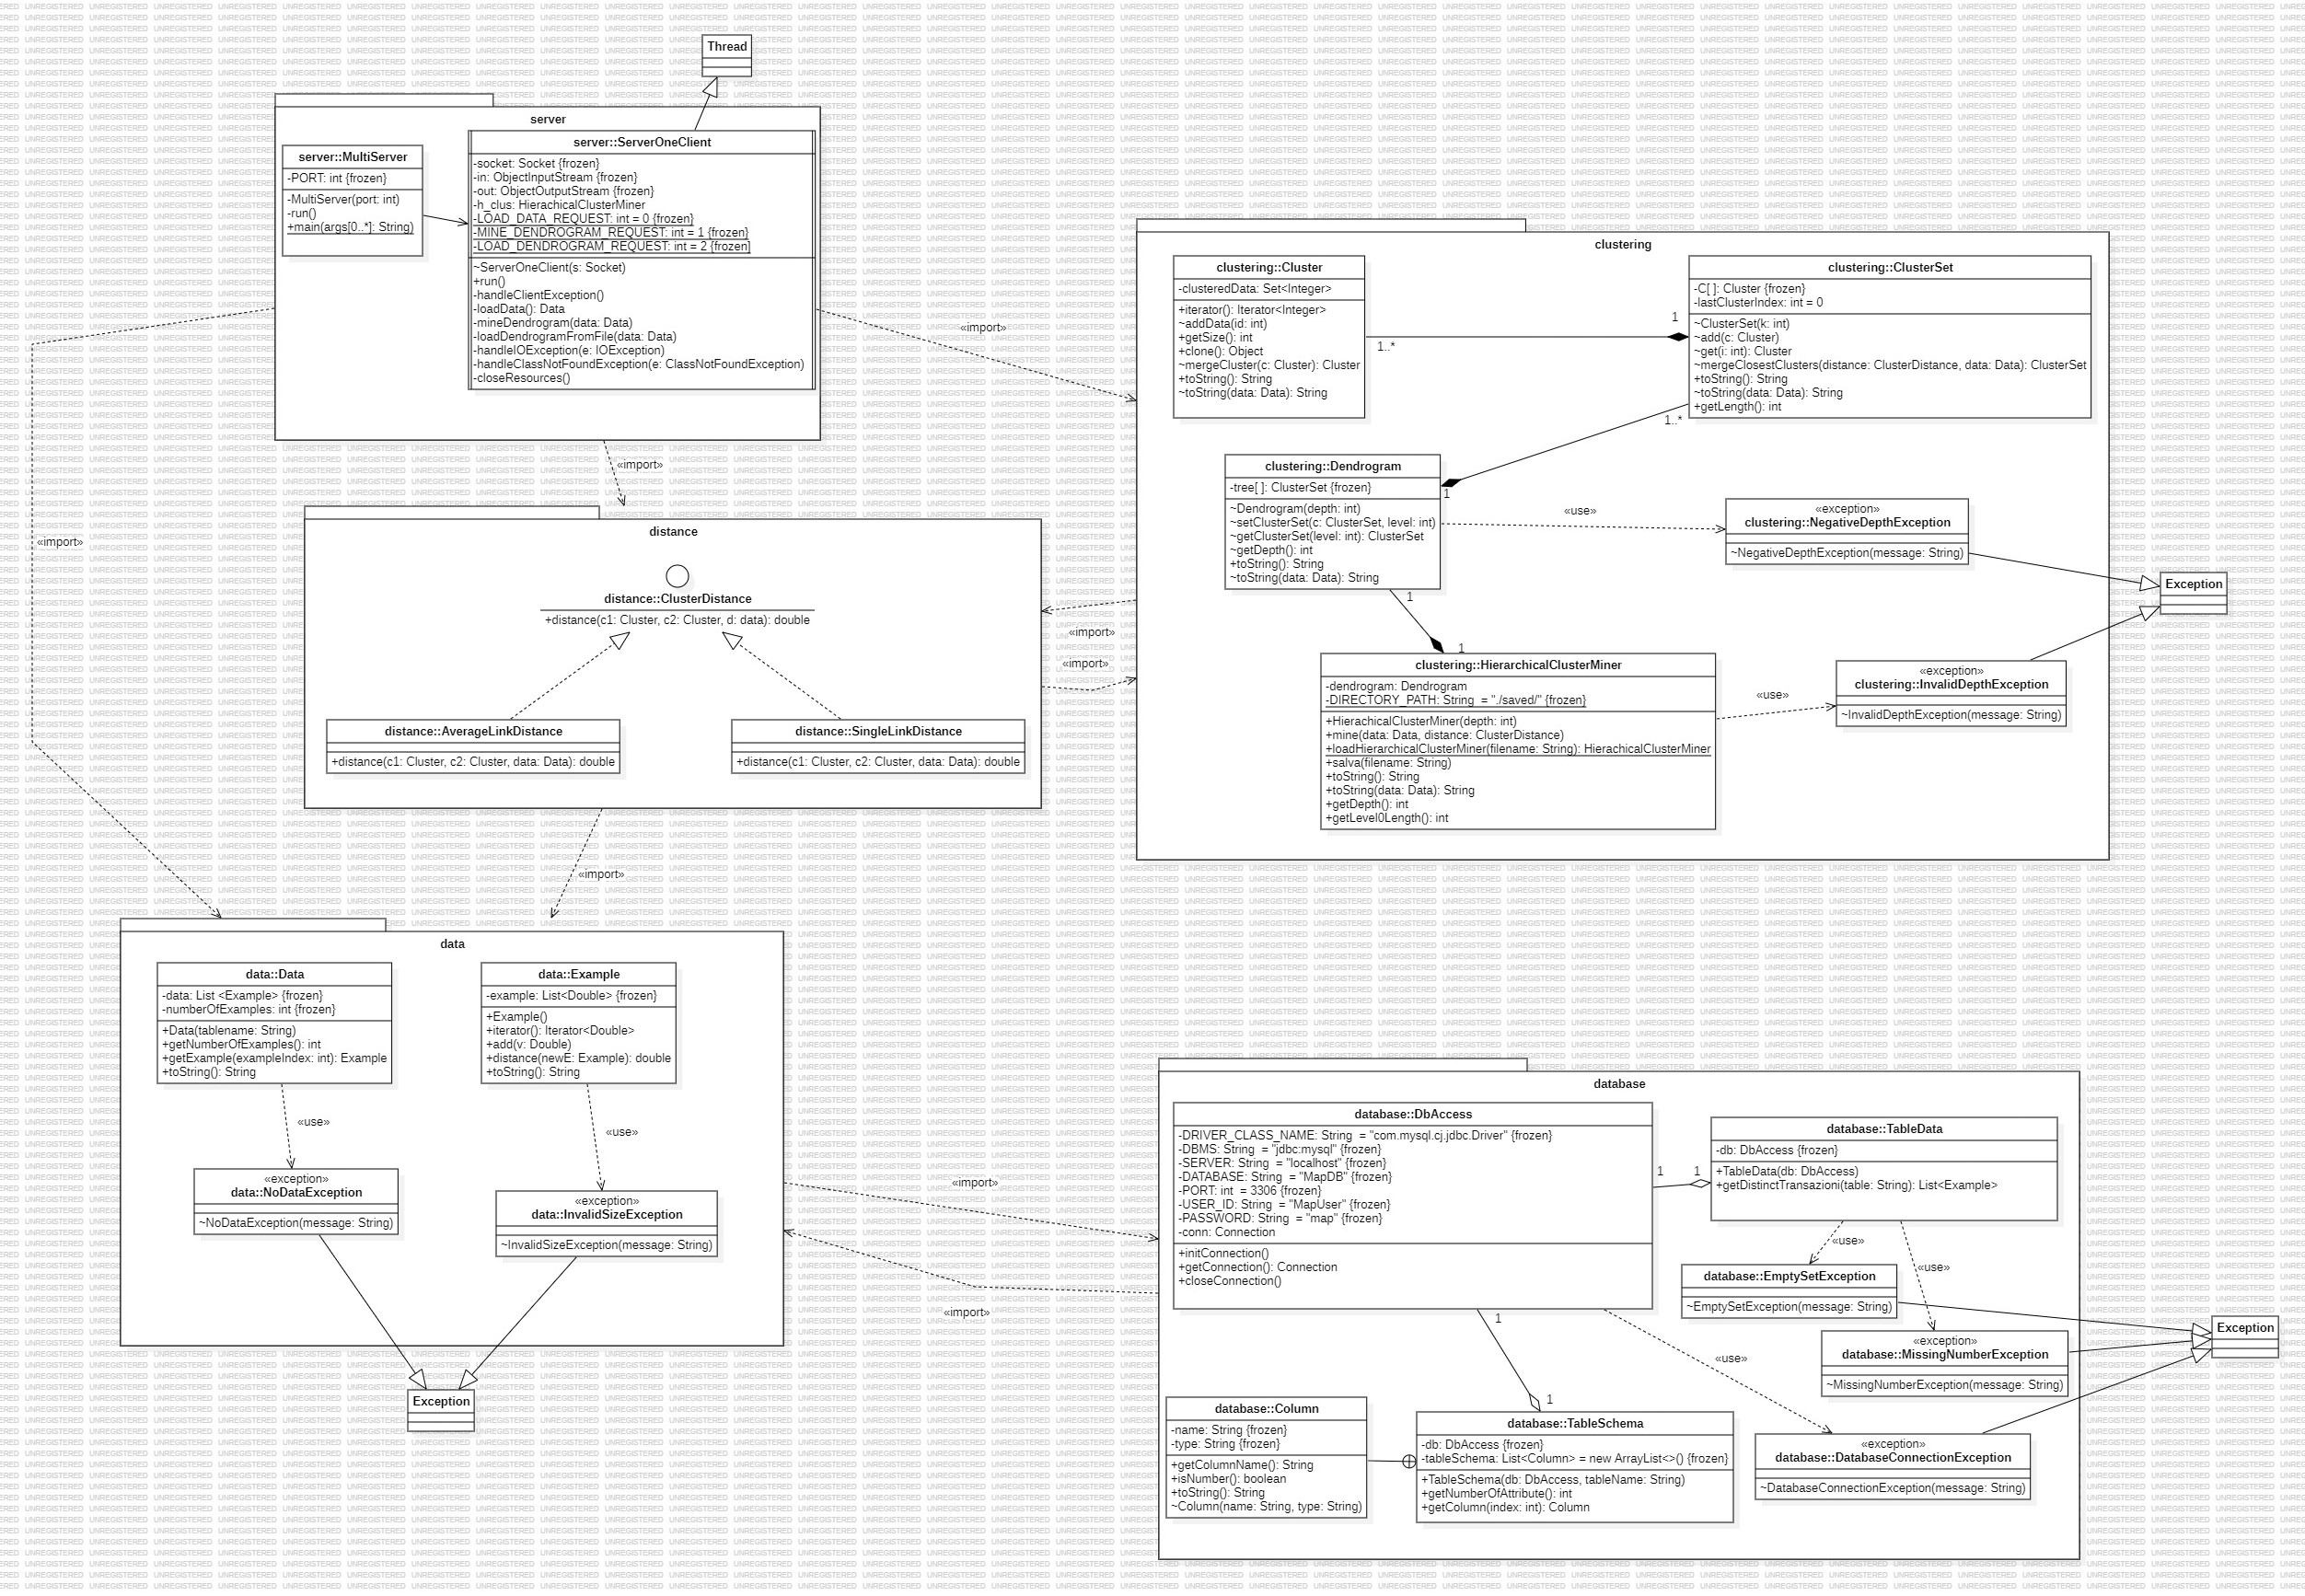 Thread
server
server::MultiServer
-PORT: int {frozen}
-MultiServer(port: int)
-run()
+main(args[0..*]: String)
server::ServerOneClient
-socket: Socket {frozen}
-in: ObjectInputStream {frozen}
-out: ObjectOutputStream {frozen}
-h_clus: HierachicalClusterMiner
-LOAD_DATA_REQUEST: int = 0 {frozen}
-MINE_DENDROGRAM_REQUEST: int = 1 {frozen}
-LOAD_DENDROGRAM_REQUEST: int = 2 {frozen]
~ServerOneClient(s: Socket)
+run()
-handleClientException()
-loadData(): Data
-mineDendrogram(data: Data)
-loadDendrogramFromFile(data: Data)
-handleIOException(e: IOException)
-handleClassNotFoundException(e: ClassNotFoundException)
-closeResources()
«import»
«import»
«import»
clustering
clustering::Cluster
-clusteredData: Set<Integer>
+iterator(): Iterator<Integer>
~addData(id: int)
+getSize(): int
+clone(): Object
~mergeCluster(c: Cluster): Cluster
+toString(): String
~toString(data: Data): String
1..*
1
clustering::ClusterSet
-C[ ]: Cluster {frozen}
-lastClusterIndex: int = 0
~ClusterSet(k: int)
~add(c: Cluster)
~get(i: int): Cluster
~mergeClosestClusters(distance: ClusterDistance, data: Data): ClusterSet
+toString(): String
~toString(data: Data): String
+getLength(): int
1..*
1
clustering::Dendrogram
-tree[ ]: ClusterSet {frozen}
~Dendrogram(depth: int)
~setClusterSet(c: ClusterSet, level: int)
~getClusterSet(level: int): ClusterSet
~getDepth(): int
+toString(): String
~toString(data: Data): String
«use»
«exception»
clustering::NegativeDepthException
~NegativeDepthException(message: String)
Exception
1
1
clustering::HierarchicalClusterMiner
-dendrogram: Dendrogram
-DIRECTORY_PATH: String  = "./saved/" {frozen}
+HierachicalClusterMiner(depth: int)
+mine(data: Data, distance: ClusterDistance)
+loadHierarchicalClusterMiner(filename: String): HierachicalClusterMiner
+salva(filename: String)
+toString(): String
+toString(data: Data): String
+getDepth(): int
+getLevel0Length(): int
«use»
«exception»
clustering::InvalidDepthException
~InvalidDepthException(message: String)
distance
distance::ClusterDistance
+distance(c1: Cluster, c2: Cluster, d: data): double
distance::AverageLinkDistance
+distance(c1: Cluster, c2: Cluster, data: Data): double
distance::SingleLinkDistance
+distance(c1: Cluster, c2: Cluster, data: Data): double
«import»
«import»
«import»
data
data::Data
-data: List <Example> {frozen}
-numberOfExamples: int {frozen}
+Data(tablename: String)
+getNumberOfExamples(): int
+getExample(exampleIndex: int): Example
+toString(): String
data::Example
-example: List<Double> {frozen}
+Example()
+iterator(): Iterator<Double>
+add(v: Double)
+distance(newE: Example): double
+toString(): String
«use»
«use»
«exception»
data::NoDataException
~NoDataException(message: String)
«exception»
data::InvalidSizeException
~InvalidSizeException(message: String)
Exception
«import»
«import»
database
database::DbAccess
-DRIVER_CLASS_NAME: String  = "com.mysql.cj.jdbc.Driver" {frozen}
-DBMS: String  = "jdbc:mysql" {frozen}
-SERVER: String  = "localhost" {frozen}
-DATABASE: String  = "MapDB" {frozen}
-PORT: int  = 3306 {frozen}
-USER_ID: String  = "MapUser" {frozen}
-PASSWORD: String  = "map" {frozen}
-conn: Connection
+initConnection()
+getConnection(): Connection
+closeConnection()
1
1
database::TableData
-db: DbAccess {frozen}
+TableData(db: DbAccess)
+getDistinctTransazioni(table: String): List<Example>
«use»
«use»
database::EmptySetException
~EmptySetException(message: String)
«exception»
database::MissingNumberException
~MissingNumberException(message: String)
Exception
1
1
«use»
database::Column
-name: String {frozen}
-type: String {frozen}
+getColumnName(): String
+isNumber(): boolean
+toString(): String
~Column(name: String, type: String)
database::TableSchema
-db: DbAccess {frozen}
-tableSchema: List<Column> = new ArrayList<>() {frozen}
+TableSchema(db: DbAccess, tableName: String)
+getNumberOfAttribute(): int
+getColumn(index: int): Column
«exception»
database::DatabaseConnectionException
~DatabaseConnectionException(message: String)
UNREGISTERED